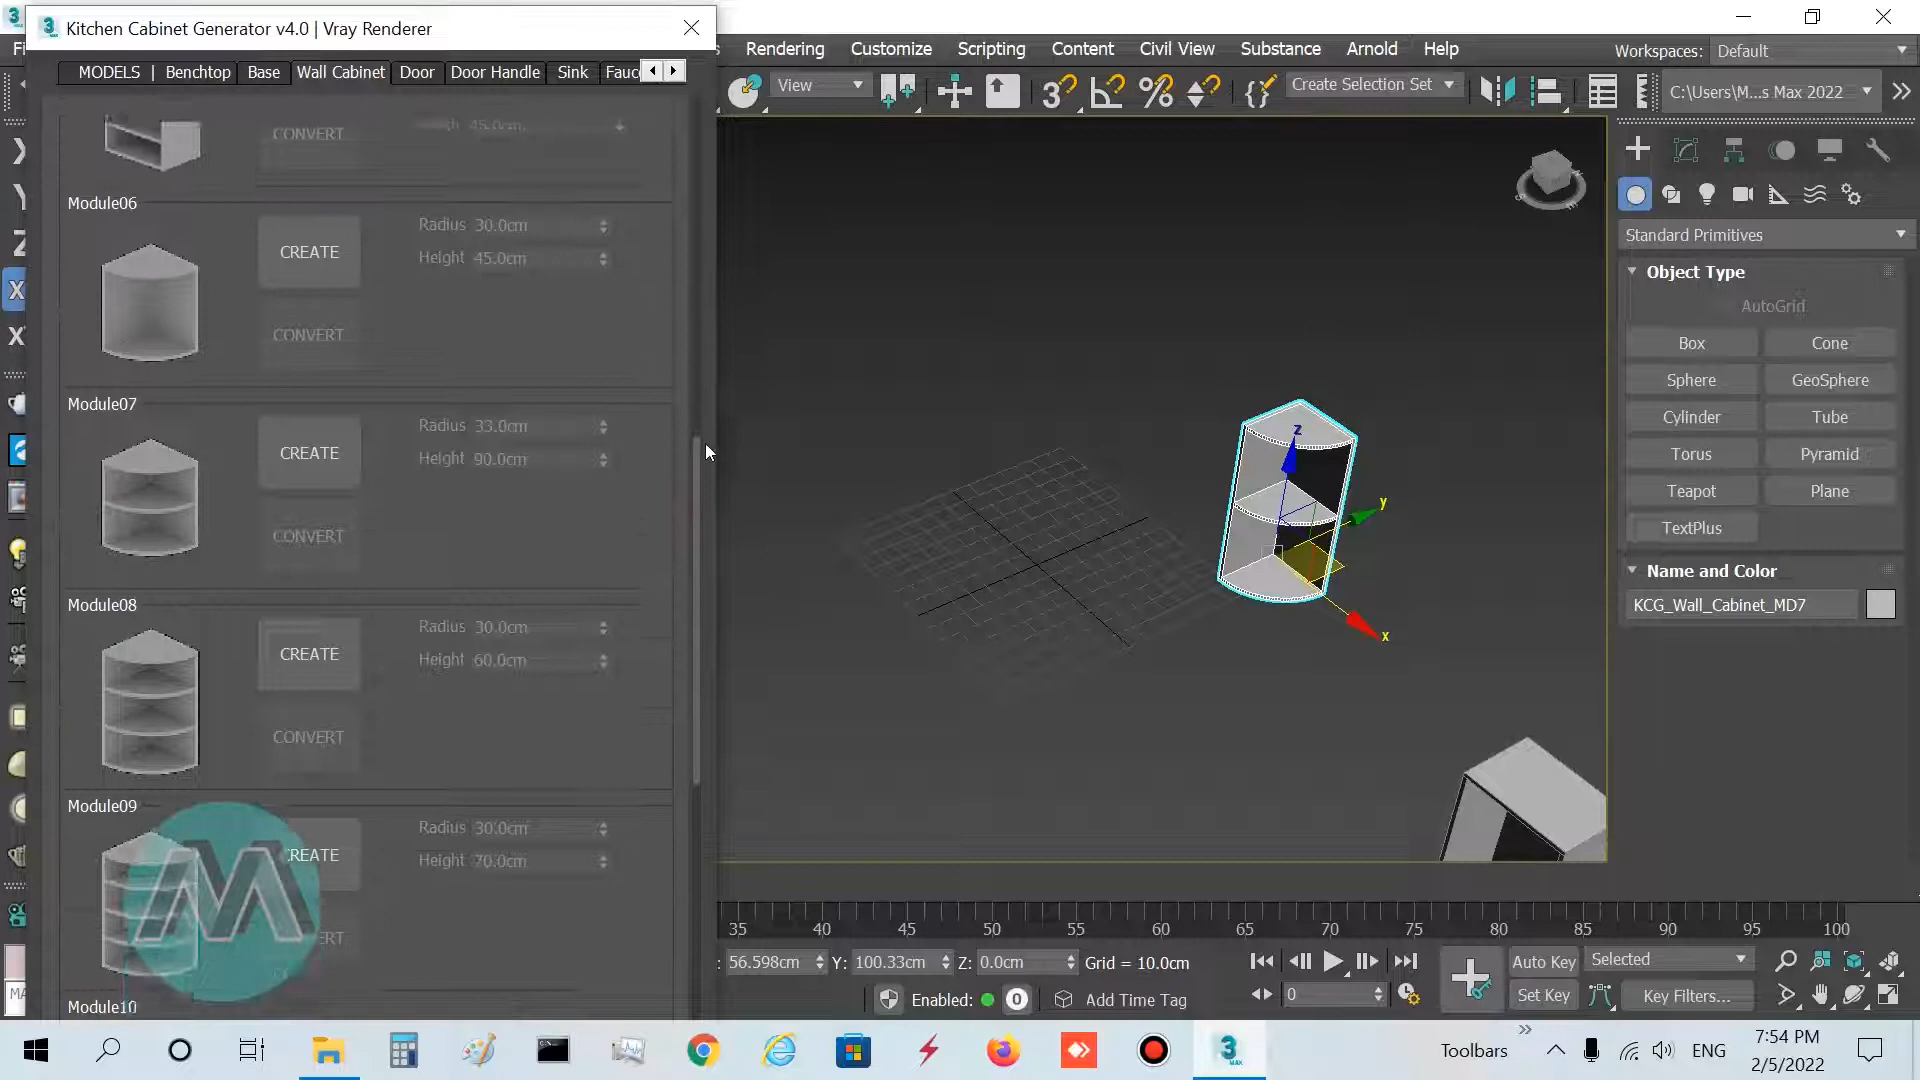 Kitchen Cabinet Generator v4.0 | Vray Renderer
Rendering Customize Scripting Content Civil View Substance Arnold Help
Workspaces: Default
MODELS | Benchtop Base Wall Cabinet Door Door Handle Sink Fauc
View
Create Selection Set
C:\Users\M...s Max 2022
CONVERT
45.0cm
Module06
CREATE
Radius 30.0cm
Height 45.0cm
CONVERT
Module07
CREATE
Radius 33.0cm
Height 90.0cm
CONVERT
Module08
CREATE
Radius 30.0cm
Height 60.0cm
CONVERT
Module09
CREATE
Radius 30.0cm
Height 70.0cm
ERT
Module10
z
y
x
Standard Primitives
Object Type
AutoGrid
Box Cone
Sphere GeoSphere
Cylinder Tube
Torus Pyramid
Teapot Plane
TextPlus
Name and Color
KCG_Wall_Cabinet_MD7
35 40 45 50 55 60 65 70 75 80 85 90 95 100
: 56.598cm Y: 100.33cm Z: 0.0cm Grid = 10.0cm
Enabled: 0 Add Time Tag
0
Auto Key Selected
Set Key Key Filters...
Toolbars ENG
7:54 PM
2/5/2022